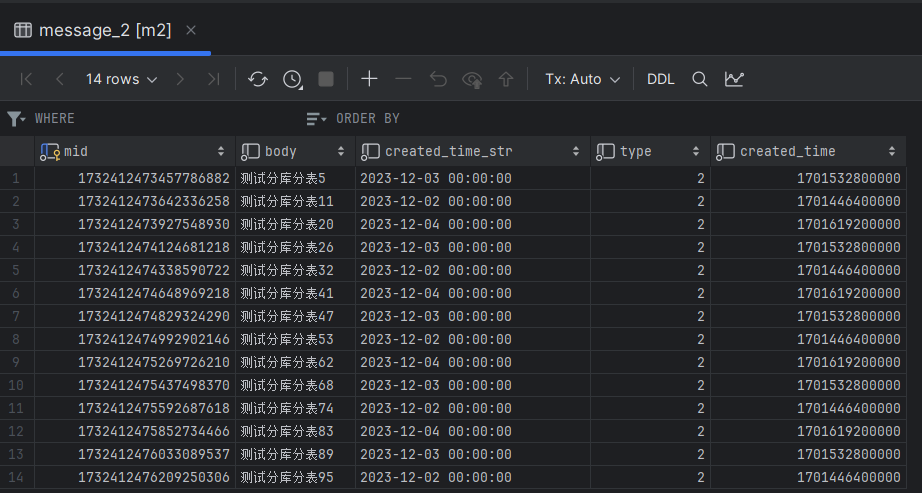 message_2 [m2]
14 rows
Tx: Auto
DDL
WHERE
ORDER BY
mid body created_time_str type created_time
1 1732412473457786882 测试分库分表5 2023-12-03 00:00:00 2 1701532800000
2 1732412473642336258 测试分库分表11 2023-12-02 00:00:00 2 1701446400000
3 1732412473927548930 测试分库分表20 2023-12-04 00:00:00 2 1701619200000
4 1732412474124681218 测试分库分表26 2023-12-03 00:00:00 2 1701532800000
5 1732412474338590722 测试分库分表32 2023-12-02 00:00:00 2 1701446400000
6 1732412474648969218 测试分库分表41 2023-12-04 00:00:00 2 1701619200000
7 1732412474829324290 测试分库分表47 2023-12-03 00:00:00 2 1701532800000
8 1732412474992902146 测试分库分表53 2023-12-02 00:00:00 2 1701446400000
9 1732412475269726210 测试分库分表62 2023-12-04 00:00:00 2 1701619200000
10 1732412475437498370 测试分库分表68 2023-12-03 00:00:00 2 1701532800000
11 1732412475592687618 测试分库分表74 2023-12-02 00:00:00 2 1701446400000
12 1732412475852734466 测试分库分表83 2023-12-04 00:00:00 2 1701619200000
13 1732412476033089537 测试分库分表89 2023-12-03 00:00:00 2 1701532800000
14 1732412476209250306 测试分库分表95 2023-12-02 00:00:00 2 1701446400000